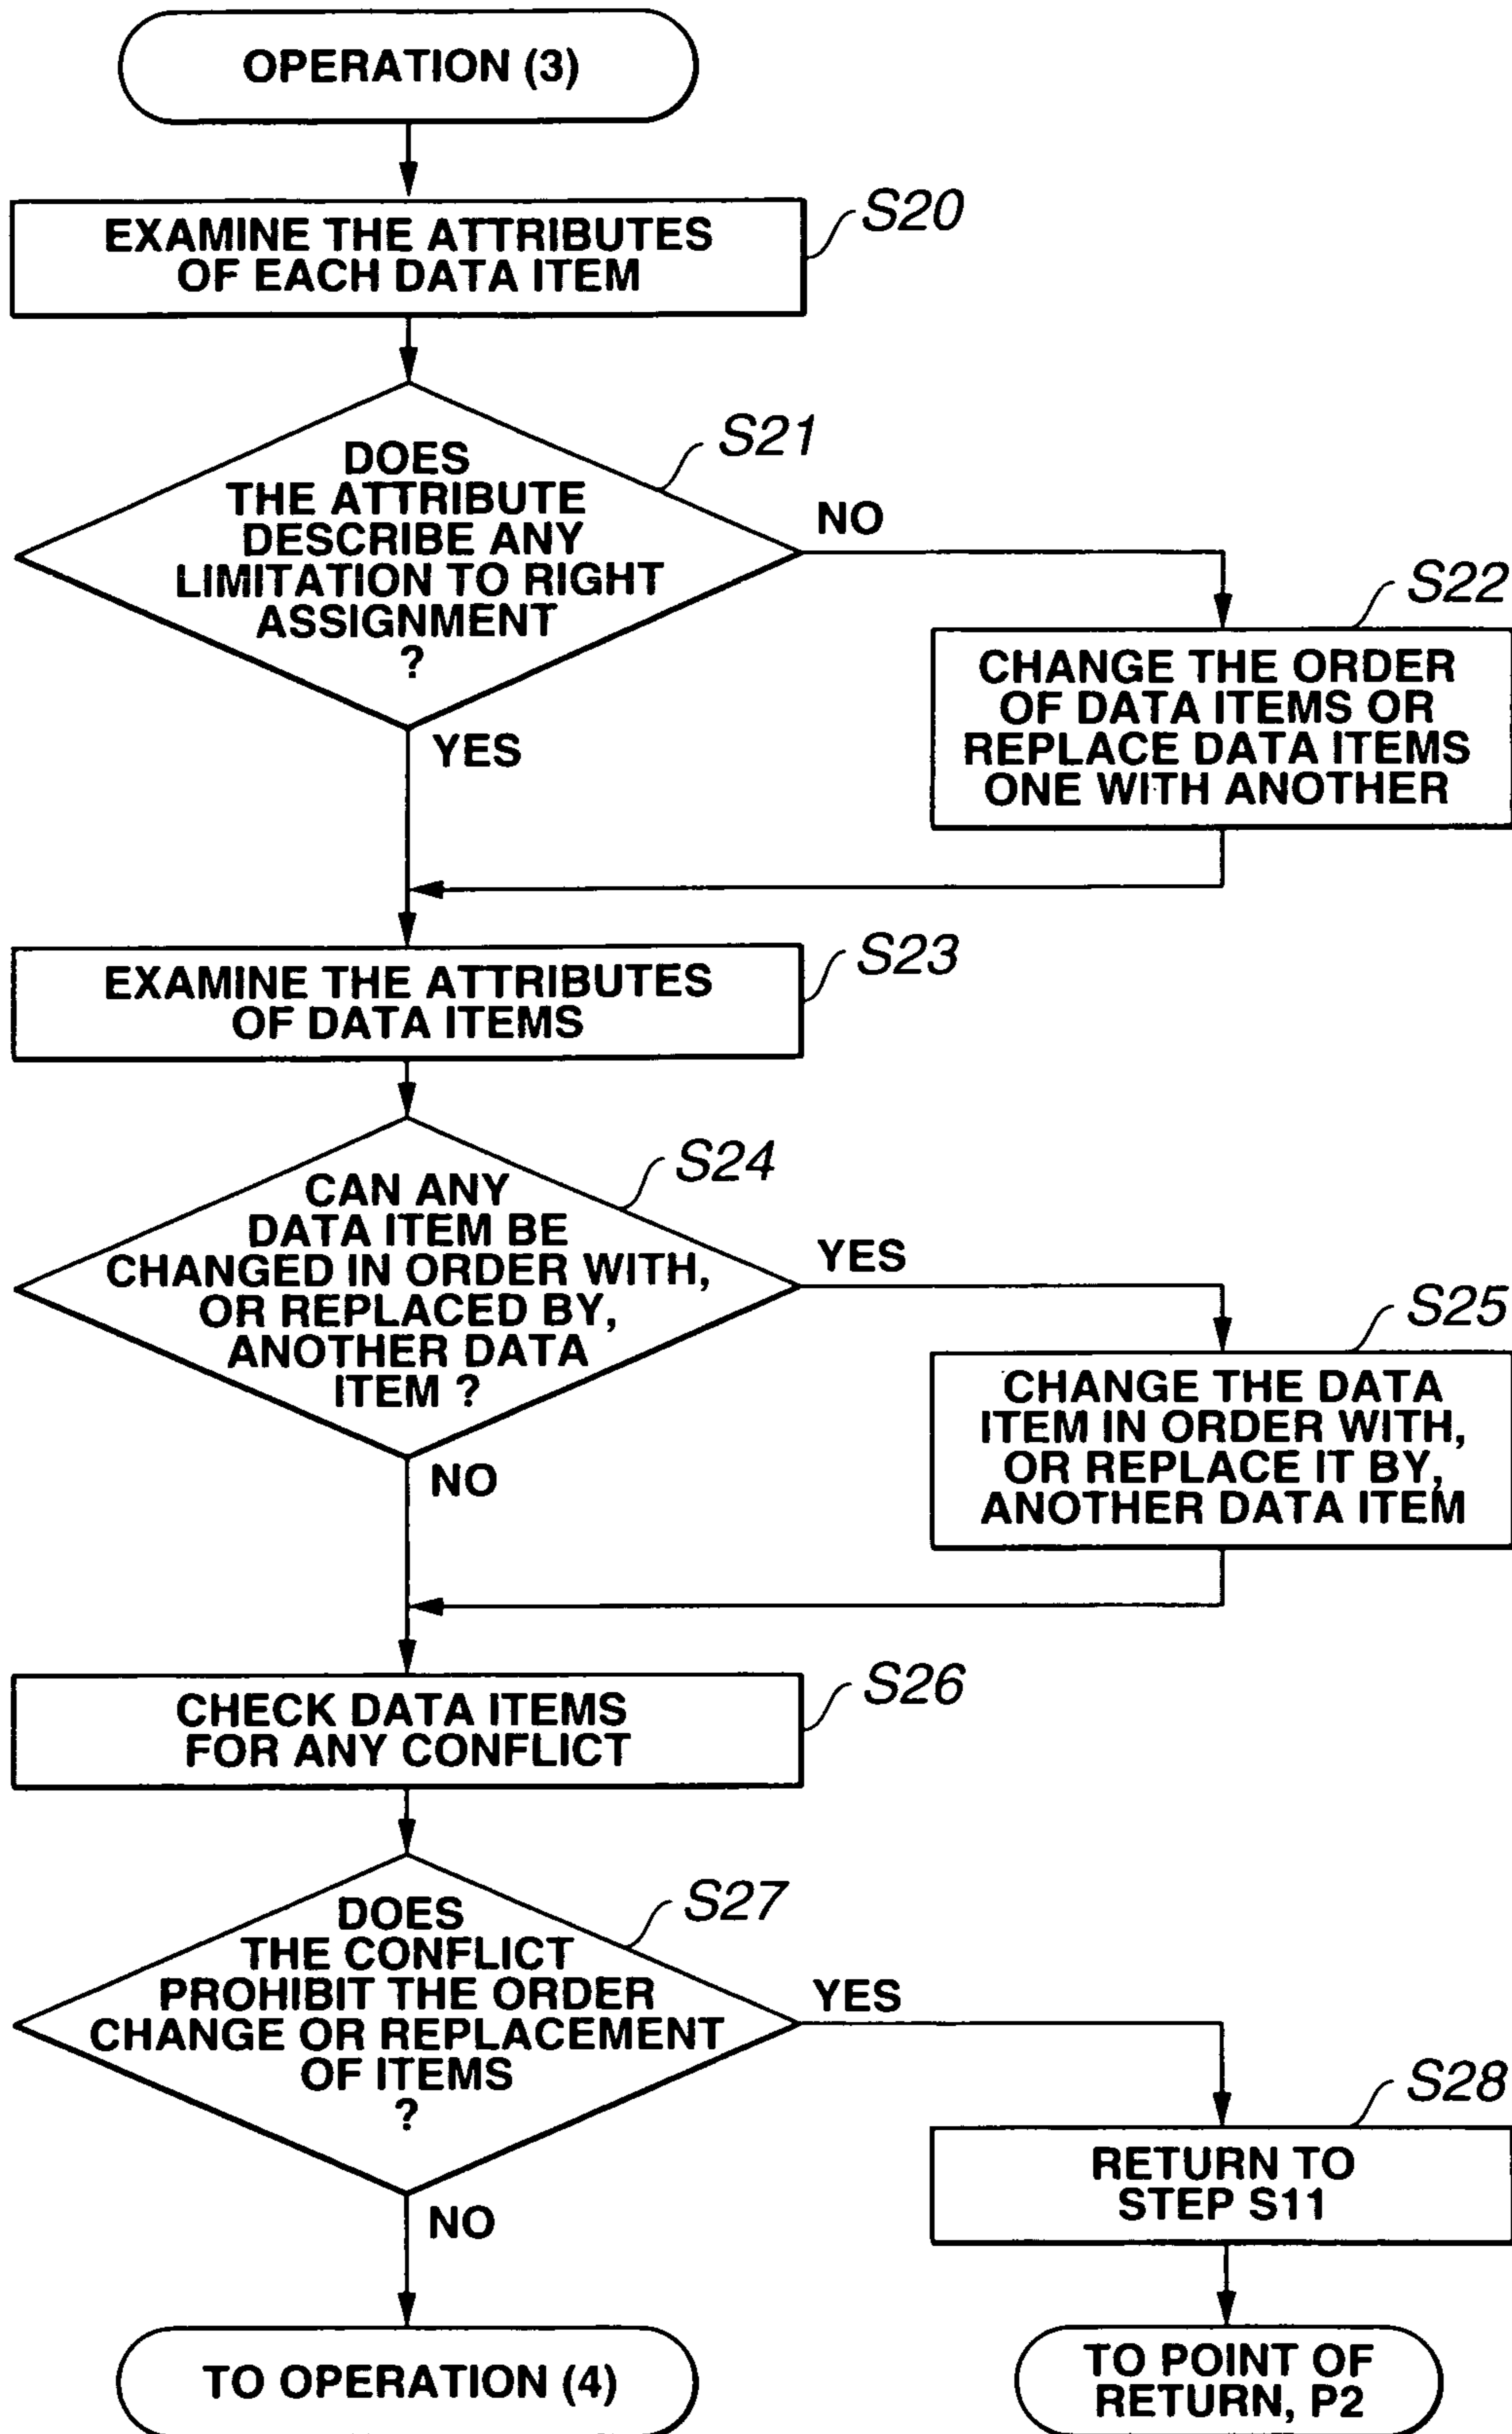 OPERATION (3)
EXAMINE THE ATTRIBUTES
OF EACH DATA ITEM
S20
DOES
THE ATTRIBUTE
DESCRIBE ANY
LIMITATION TO RIGHT
ASSIGNMENT
?
S21
NO
YES
S22
CHANGE THE ORDER
OF DATA ITEMS OR
REPLACE DATA ITEMS
ONE WITH ANOTHER
EXAMINE THE ATTRIBUTES
OF DATA ITEMS
S23
CAN ANY
DATA ITEM BE
CHANGED IN ORDER WITH,
OR REPLACED BY,
ANOTHER DATA
ITEM ?
S24
YES
NO
S25
CHANGE THE DATA
ITEM IN ORDER WITH,
OR REPLACE IT BY,
ANOTHER DATA ITEM
CHECK DATA ITEMS
FOR ANY CONFLICT
S26
DOES
THE CONFLICT
PROHIBIT THE ORDER
CHANGE OR REPLACEMENT
OF ITEMS
?
S27
YES
NO
S28
RETURN TO
STEP S11
TO OPERATION (4)
TO POINT OF
RETURN, P2